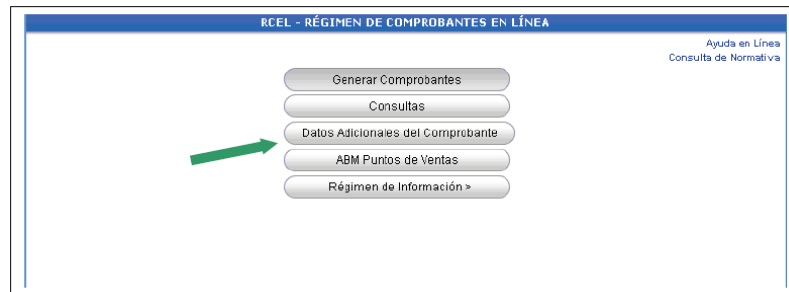 RCEL - RÉGIMEN DE COMPROBANTES EN LÍNEA
Ayuda en Línea
Consulta de Normativa
Generar Comprobantes
Consultas
Datos Adicionales del Comprobante
ABM Puntos de Ventas
Régimen de Información »